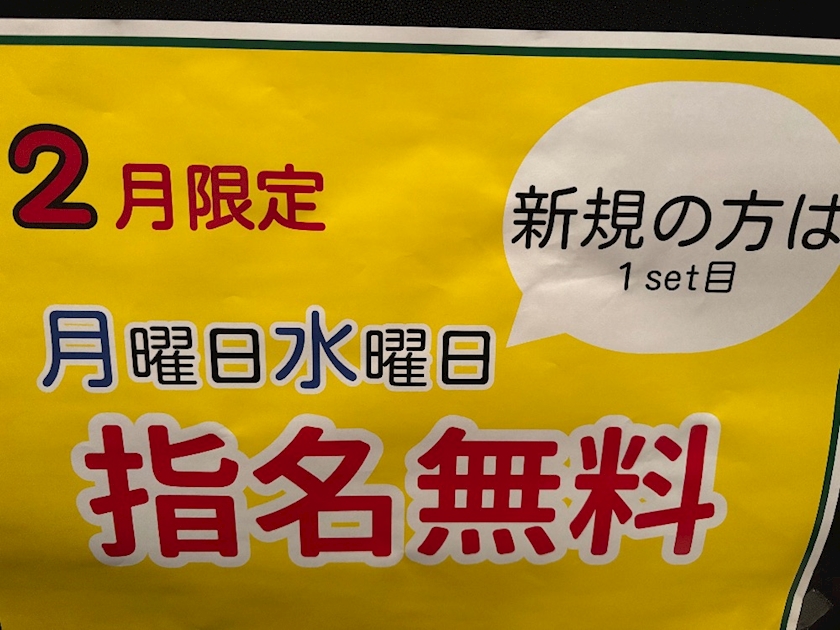 2月限定
新規の方は
1set目
月曜日水曜日
指名無料